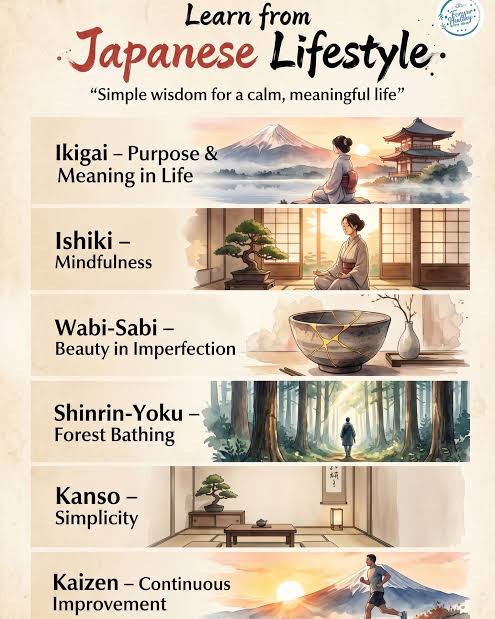 Learn from
Japanese Lifestyle
“Simple wisdom for a calm, meaningful life”
Ikigai – Purpose &
Meaning in Life
Ishiki –
Mindfulness
Wabi-Sabi –
Beauty in Imperfection
Shinrin-Yoku –
Forest Bathing
Kanso –
Simplicity
Kaizen – Continuous
Improvement